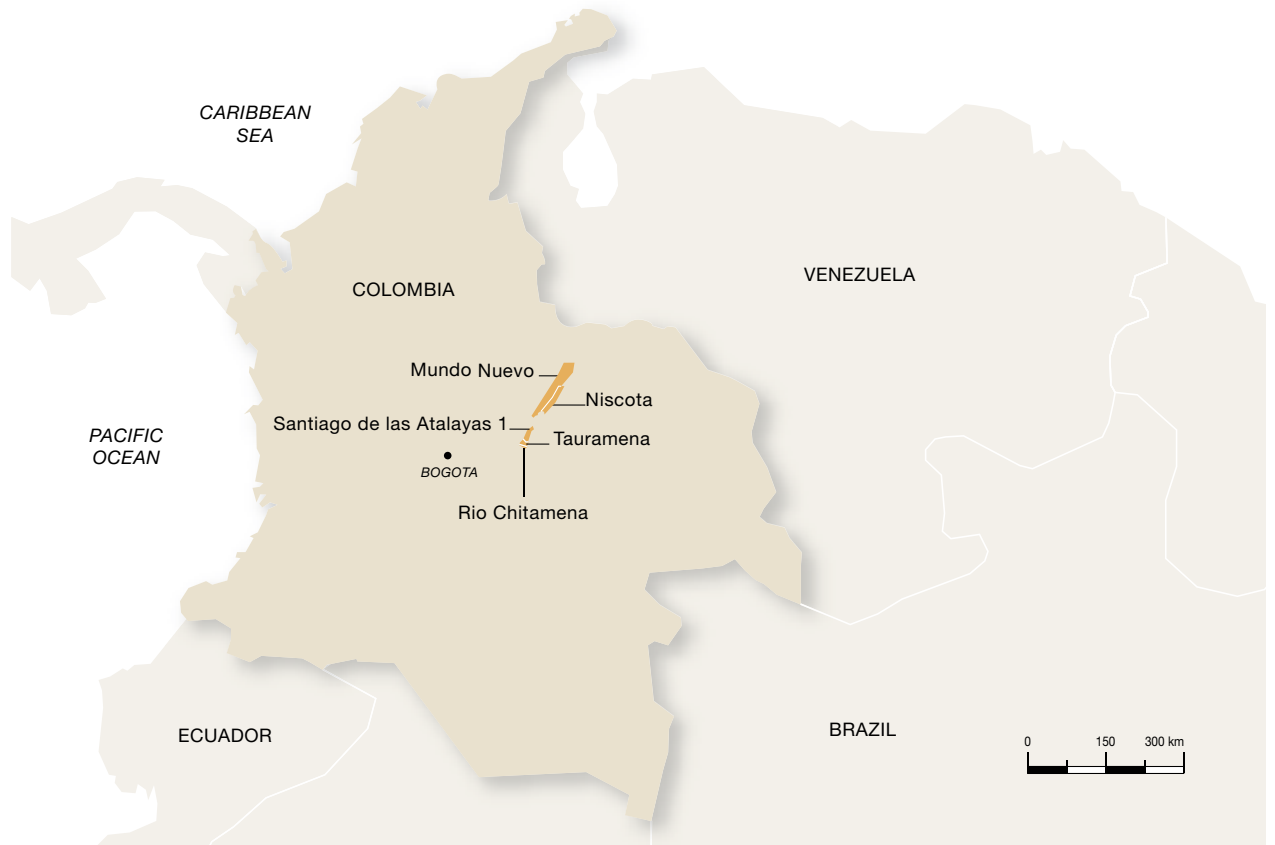 CARIBBEAN
SEA
COLOMBIA
VENEZUELA
Mundo Nuevo
Niscota
Santiago de las Atalayas 1
Tauramena
PACIFIC
OCEAN
BOGOTA
Rio Chitamena
ECUADOR
BRAZIL
0 150 300 km